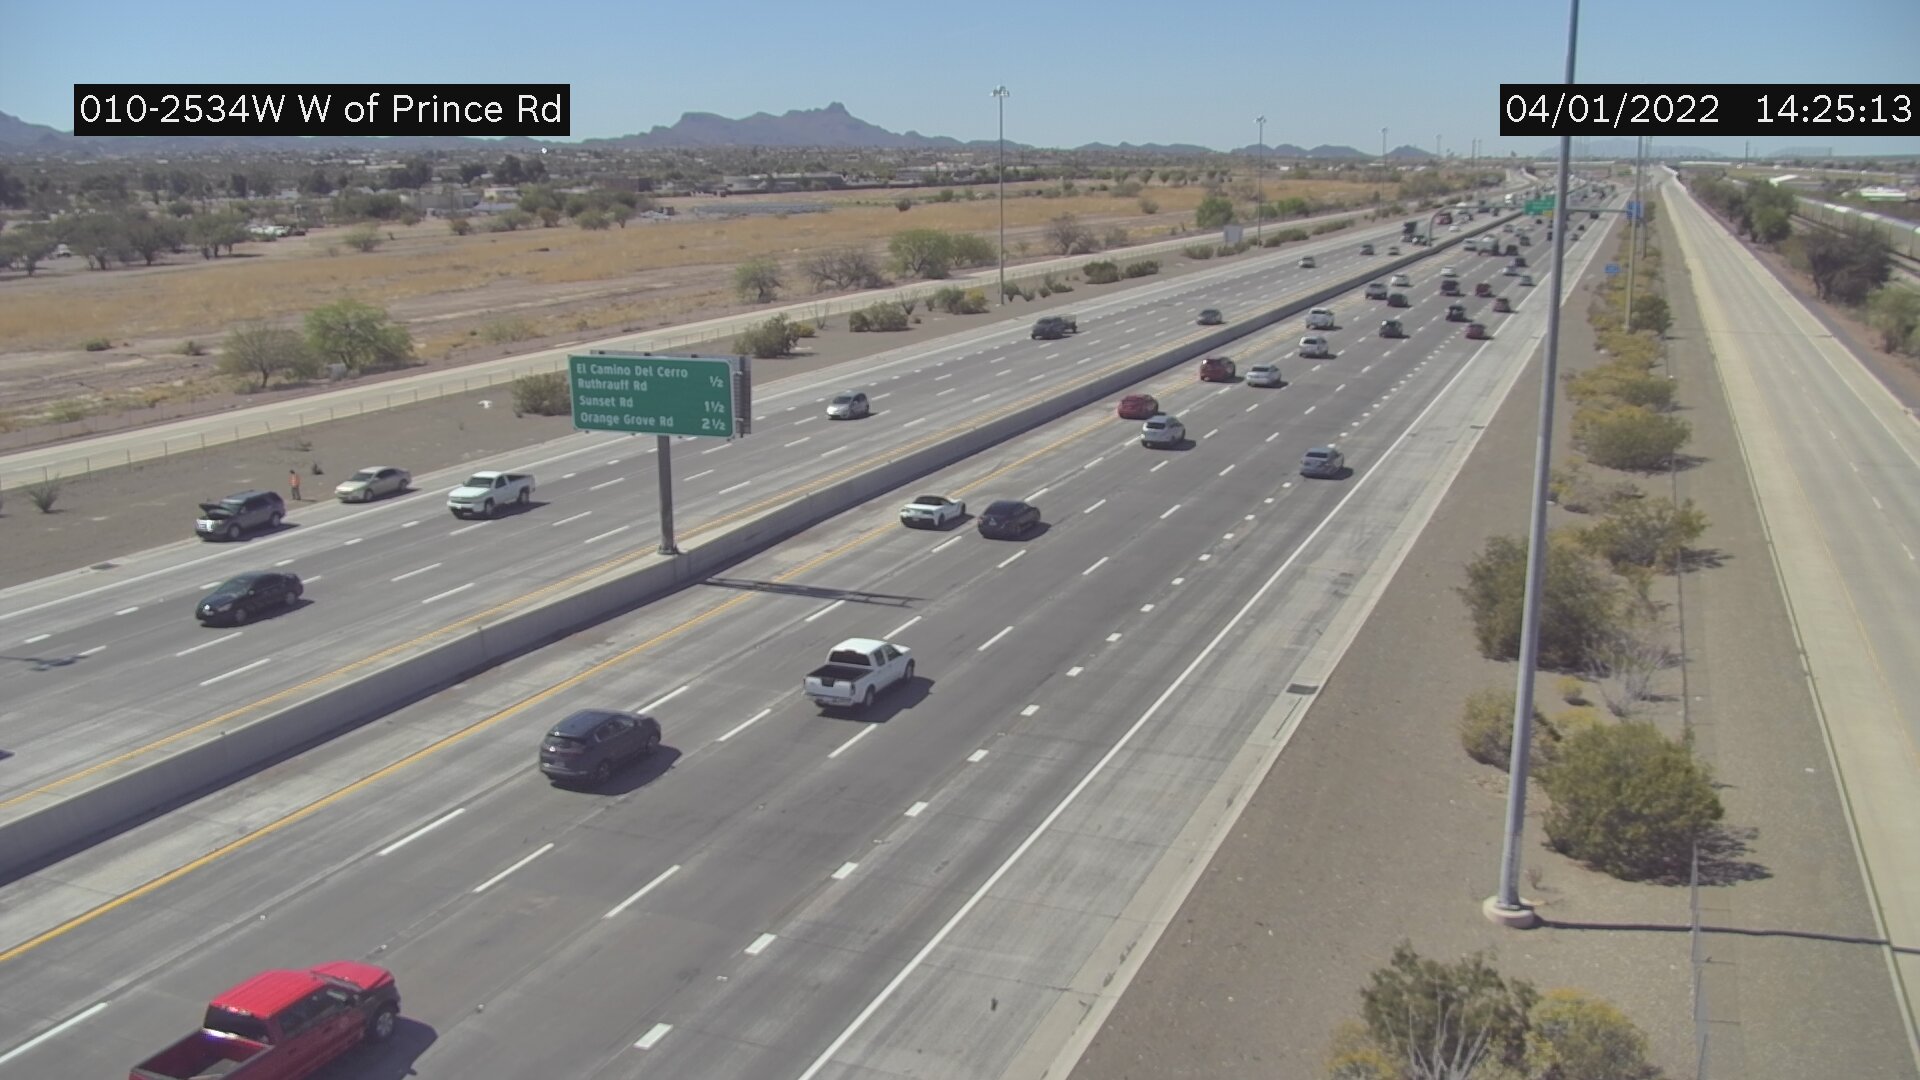 010-2534W W of Prince Rd
04/01/2022 14:25:13
El Camino Del Cerro
Ruthrauff Rd ½
Sunset Rd 1½
Orange Grove Rd 2½